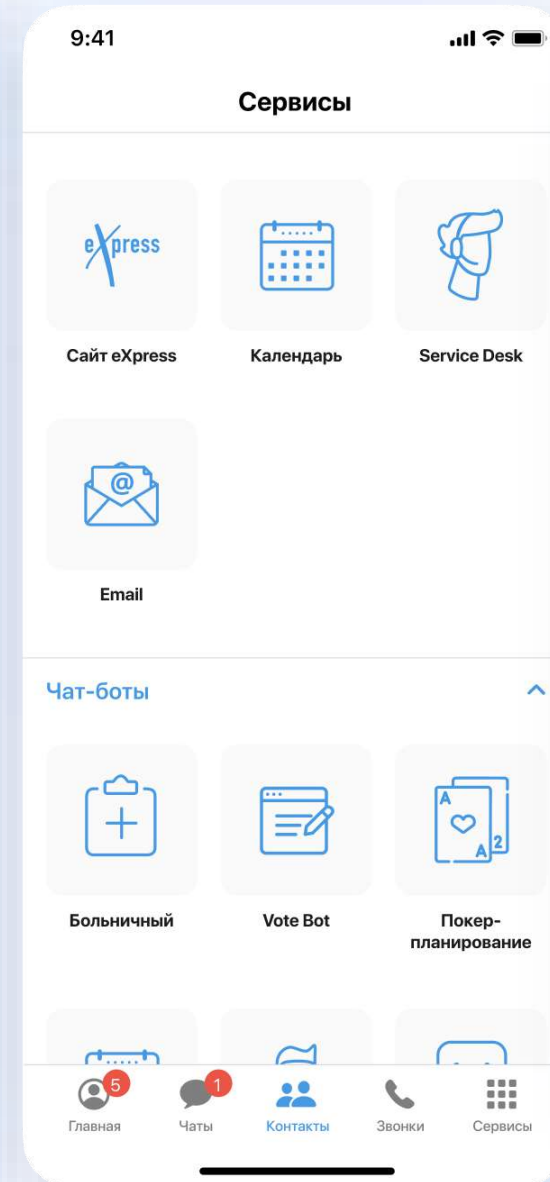 9:41
Сервисы
eXpress
Сайт eXpress
Календарь
Service Desk
@
Email
Чат-боты
A
A
2
Больничный
Vote Bot
Покер-
планирование
5
1
Главная
Чаты
Контакты
Звонки
Сервисы